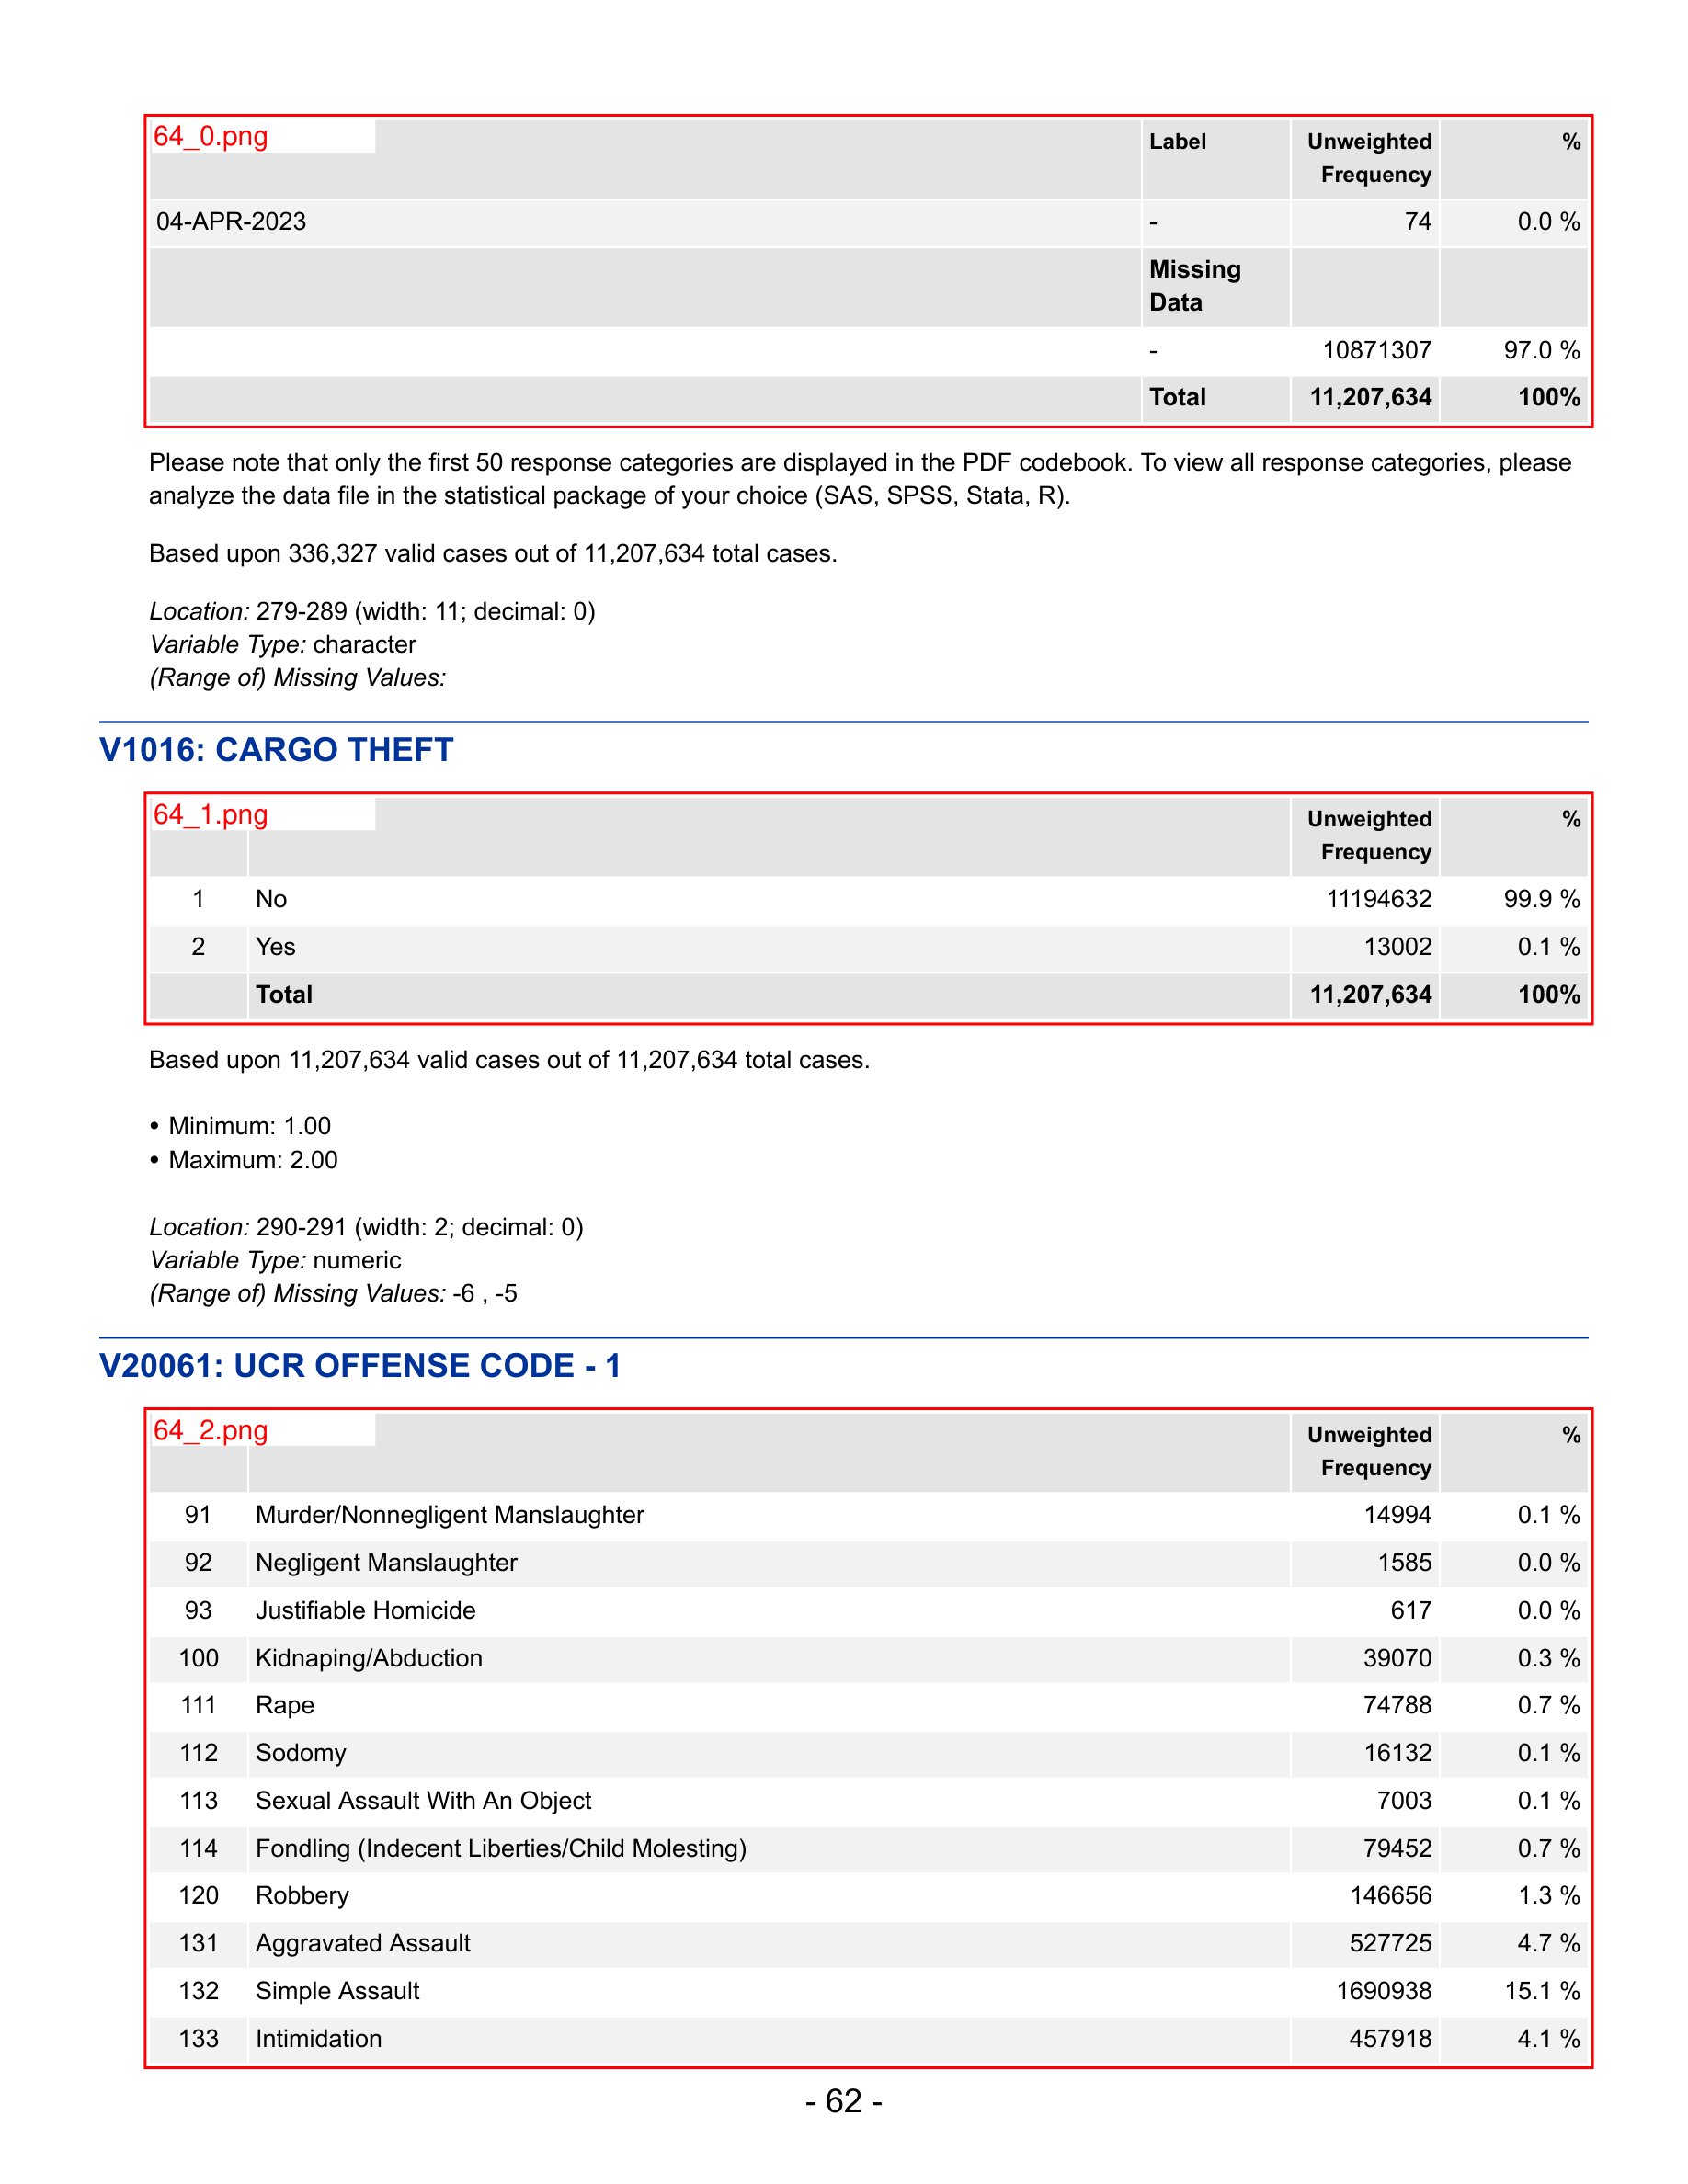 64_0.png Label Unweighted Frequency %
04-APR-2023 - 74 0.0 %
Missing Data
- 10871307 97.0 %
Total 11,207,634 100%
Please note that only the first 50 response categories are displayed in the PDF codebook. To view all response categories, please
analyze the data file in the statistical package of your choice (SAS, SPSS, Stata, R).
Based upon 336,327 valid cases out of 11,207,634 total cases.
Location: 279-289 (width: 11; decimal: 0)
Variable Type: character
(Range of) Missing Values:
V1016: CARGO THEFT
64_1.png Unweighted Frequency %
1 No 11194632 99.9 %
2 Yes 13002 0.1 %
Total 11,207,634 100%
Based upon 11,207,634 valid cases out of 11,207,634 total cases.
• Minimum: 1.00
• Maximum: 2.00
Location: 290-291 (width: 2; decimal: 0)
Variable Type: numeric
(Range of) Missing Values: -6 , -5
V20061: UCR OFFENSE CODE - 1
64_2.png Unweighted Frequency %
91 Murder/Nonnegligent Manslaughter 14994 0.1 %
92 Negligent Manslaughter 1585 0.0 %
93 Justifiable Homicide 617 0.0 %
100 Kidnaping/Abduction 39070 0.3 %
111 Rape 74788 0.7 %
112 Sodomy 16132 0.1 %
113 Sexual Assault With An Object 7003 0.1 %
114 Fondling (Indecent Liberties/Child Molesting) 79452 0.7 %
120 Robbery 146656 1.3 %
131 Aggravated Assault 527725 4.7 %
132 Simple Assault 1690938 15.1 %
133 Intimidation 457918 4.1 %
- 62 -